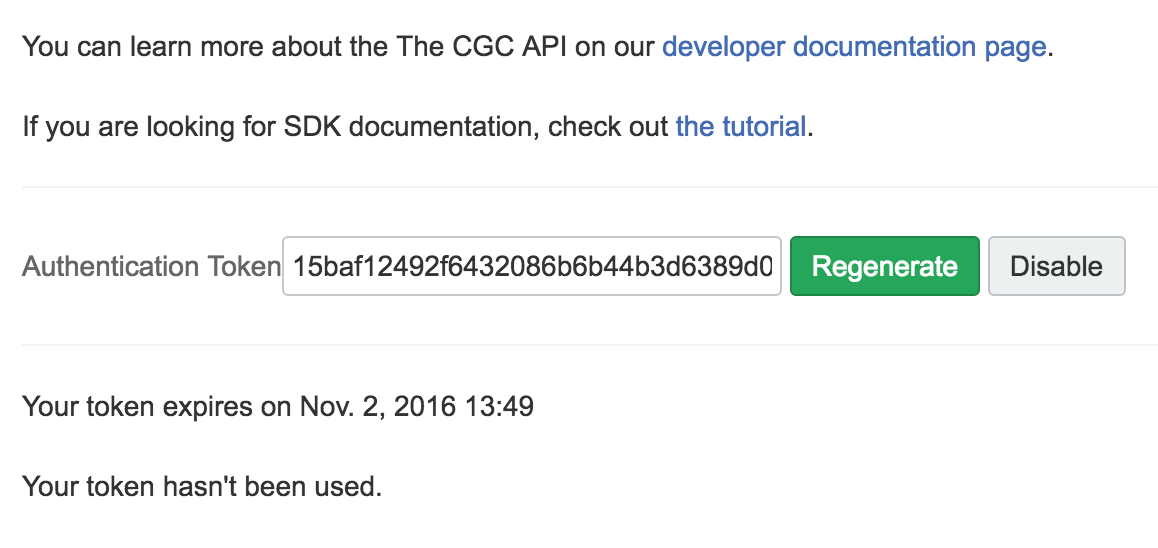 You can learn more about the The CGC API on our developer documentation page.
If you are looking for SDK documentation, check out the tutorial.
Authentication Token 15baf12492f6432086b6b44b3d6389d0 Regenerate Disable
Your token expires on Nov. 2, 2016 13:49
Your token hasn't been used.